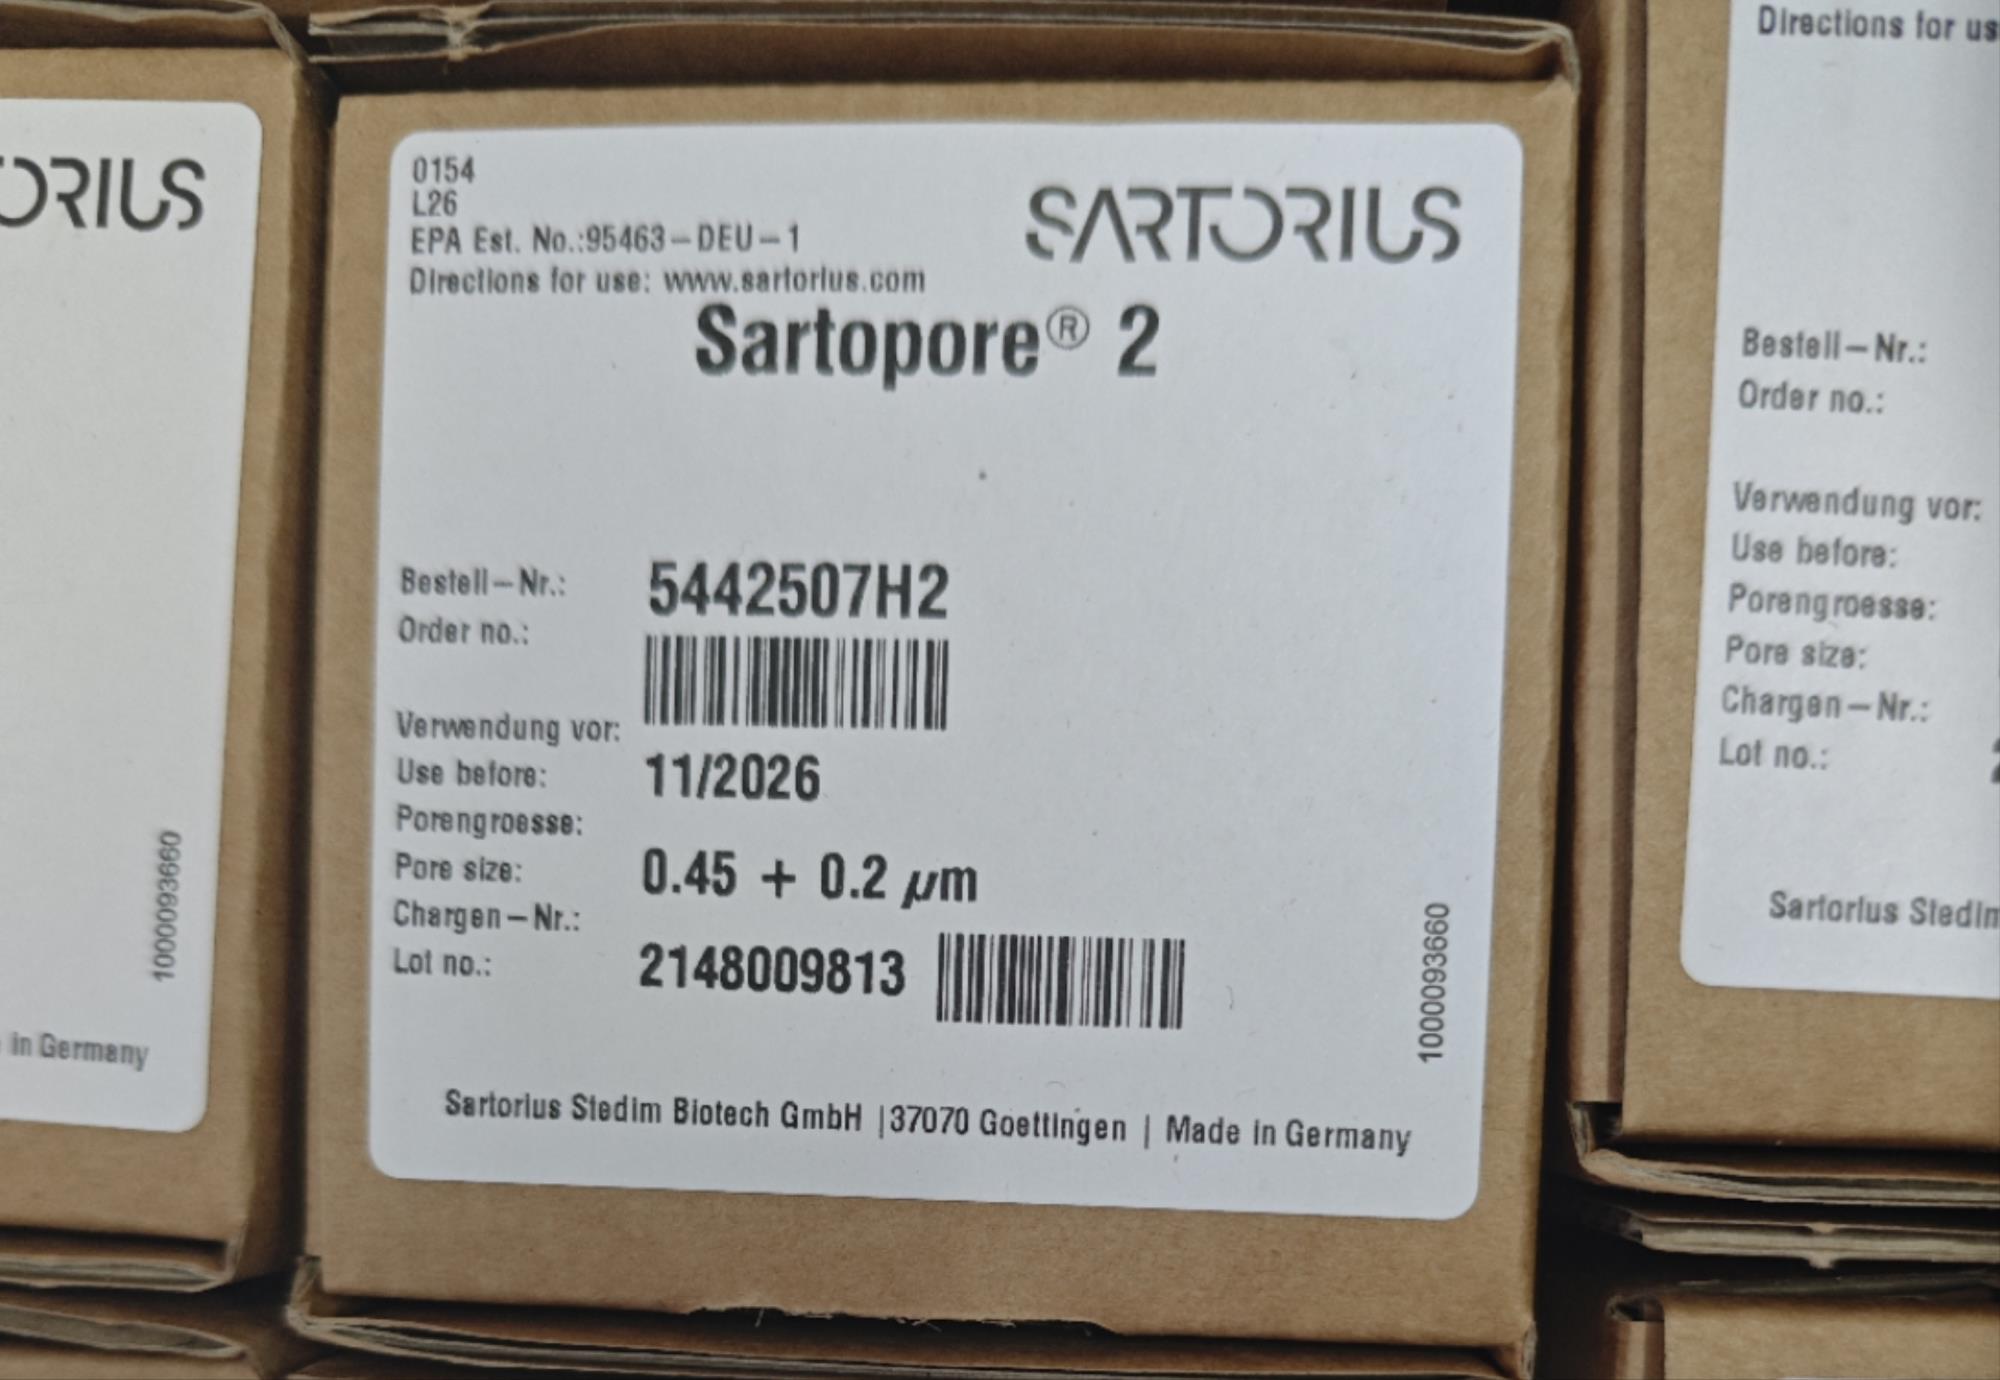 ORIUS
1000093660
in Germany
0154
L26
EPA Est. No.:95463-DEU-1
Directions for use: www.sartorius.com
SARTORIUS
Sartopore® 2
Bestell-Nr.: 5442507H2
Order no.:
Verwendung vor:
Use before: 11/2026
Porengroesse:
Pore size: 0.45 + 0.2 µm
Chargen-Nr.:
Lot no.: 2148009813
1000093660
Sartorius Stedim Biotech GmbH |37070 Goettingen | Made in Germany
Directions for us
Bestell-Nr.:
Order no.:
Verwendung vor:
Use before:
Porengroesse:
Pore size:
Chargen-Nr.:
Lot no.:
Sartorius Stedim